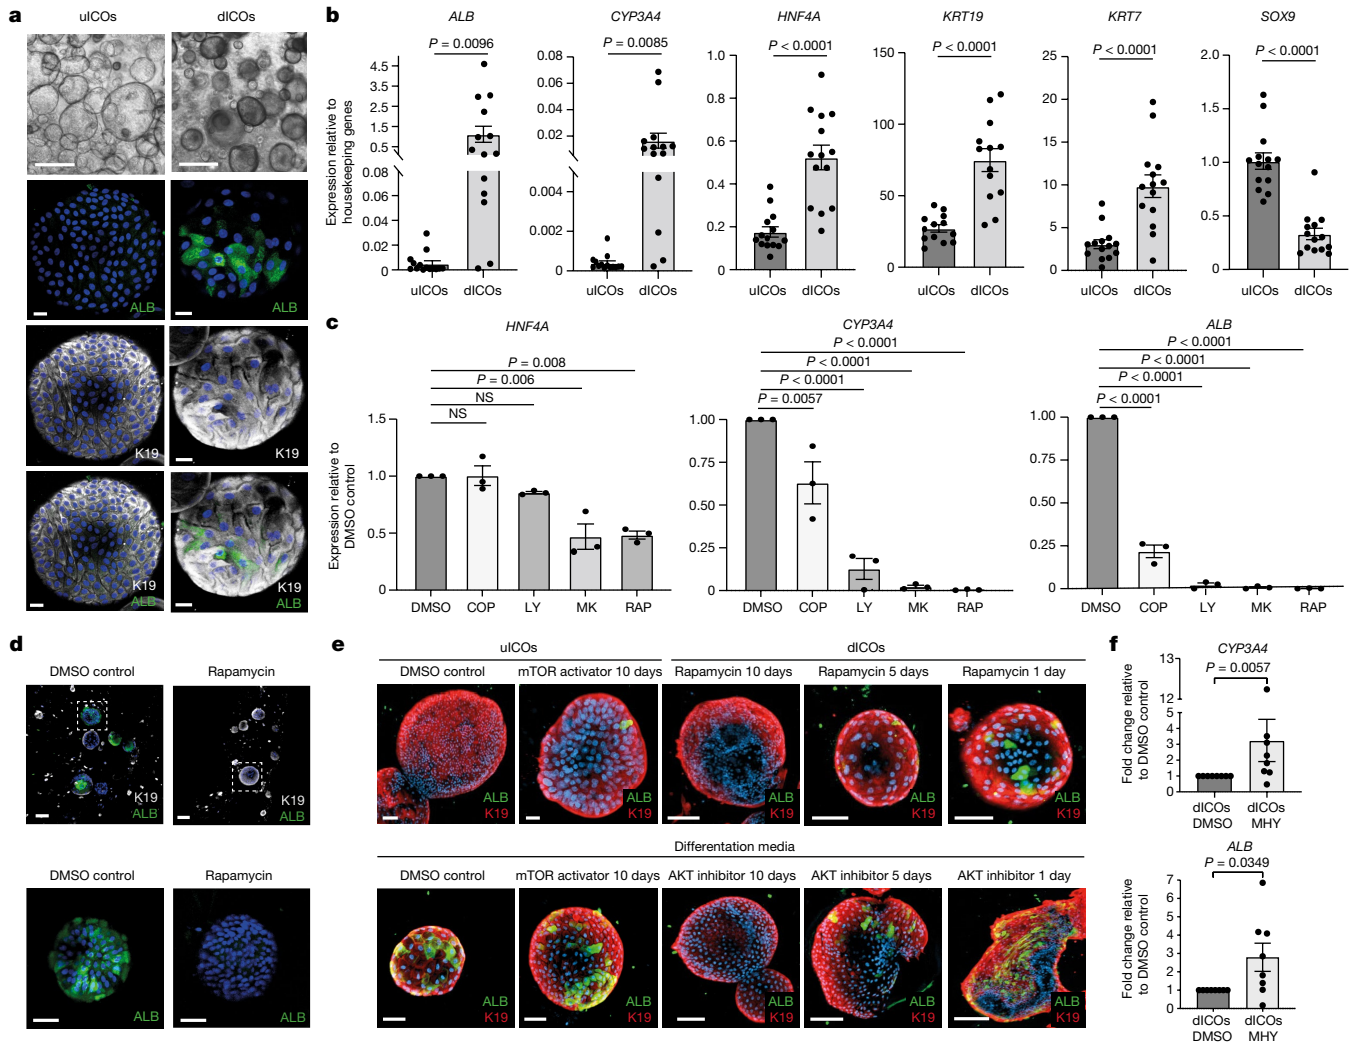 a
uICOs
dICOs
ALB
ALB
K19
K19
K19
ALB
K19
ALB
b
Expression relative to
housekeeping genes
ALB
P = 0.0096
4.5
3.5
2.5
1.5
0.5
0.08
0.06
0.04
0.02
0
uICOs dICOs
CYP3A4
P = 0.0085
0.08
0.06
0.04
0.02
0.004
0.002
0
uICOs dICOs
HNF4A
P < 0.0001
1.0
0.8
0.6
0.4
0.2
0
uICOs dICOs
KRT19
P < 0.0001
150
100
50
0
uICOs dICOs
KRT7
P < 0.0001
25
20
15
10
5
0
uICOs dICOs
SOX9
P < 0.0001
2.0
1.5
1.0
0.5
0
uICOs dICOs
c
Expression relative to
DMSO control
HNF4A
P = 0.008
P = 0.006
NS
NS
1.5
1.0
0.5
0
DMSO COP LY MK RAP
CYP3A4
P < 0.0001
P < 0.0001
P < 0.0001
P = 0.0057
1.00
0.75
0.50
0.25
0
DMSO COP LY MK RAP
ALB
P < 0.0001
P < 0.0001
P < 0.0001
P < 0.0001
1.00
0.75
0.50
0.25
0
DMSO COP LY MK RAP
d
DMSO control
Rapamycin
K19
ALB
K19
ALB
DMSO control
Rapamycin
ALB
ALB
e
uICOs
dICOs
DMSO control
mTOR activator 10 days
Rapamycin 10 days
Rapamycin 5 days
Rapamycin 1 day
ALB
K19
ALB
K19
ALB
K19
ALB
K19
ALB
K19
Differentation media
DMSO control
mTOR activator 10 days
AKT inhibitor 10 days
AKT inhibitor 5 days
AKT inhibitor 1 day
ALB
K19
ALB
K19
ALB
K19
ALB
K19
ALB
K19
f
CYP3A4
P = 0.0057
Fold change relative
to DMSO control
13
12
5
4
3
2
1
0
dICOs
DMSO
dICOs
MHY
ALB
P = 0.0349
Fold change relative
to DMSO control
7
6
5
4
3
2
1
0
dICOs
DMSO
dICOs
MHY